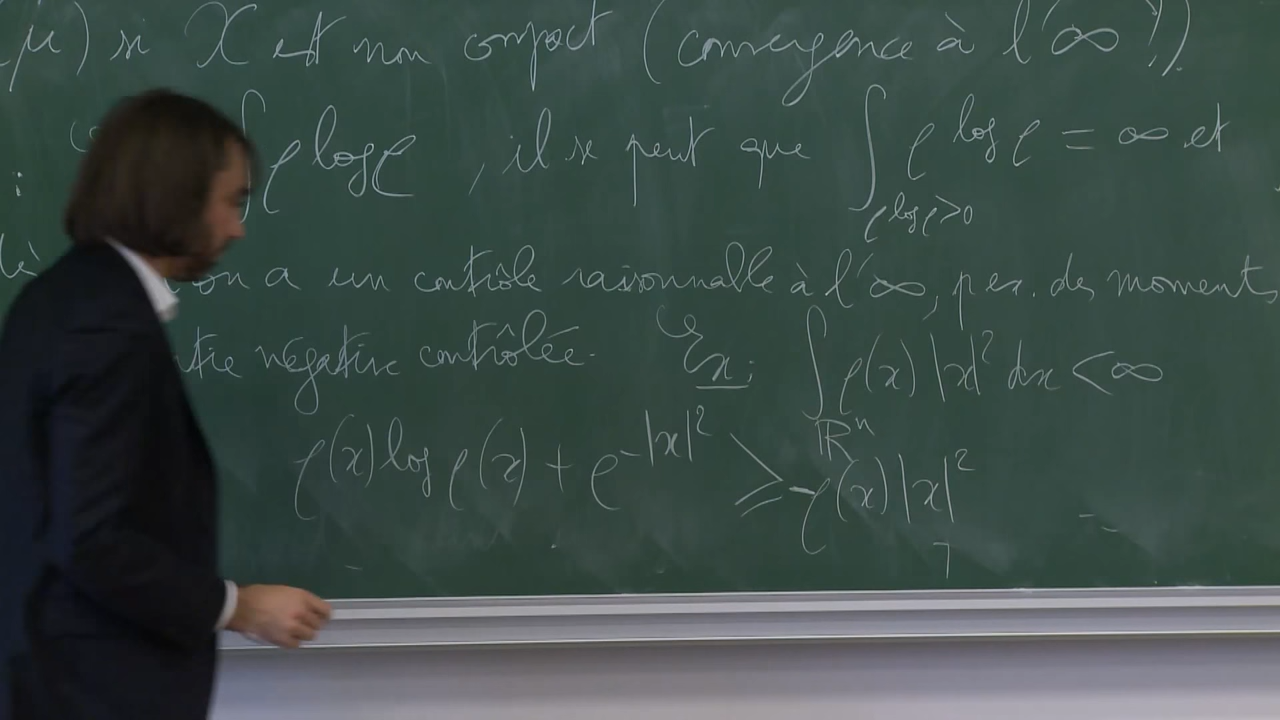 μ) si X est non compact (convergence à l'∞ !).
∫ ρ log ρ , il se peut que ∫ ρ log ρ = ∞ et
ρ log ρ > 0
on a un contrôle raisonnable à l'∞, p.ex. des moments
négative contrôlée. Ex: ∫ ρ(x) |x|² dx < ∞
ℝⁿ
ρ(x) log ρ(x) + e^{-|x|²} ⩾ -ρ(x) |x|²